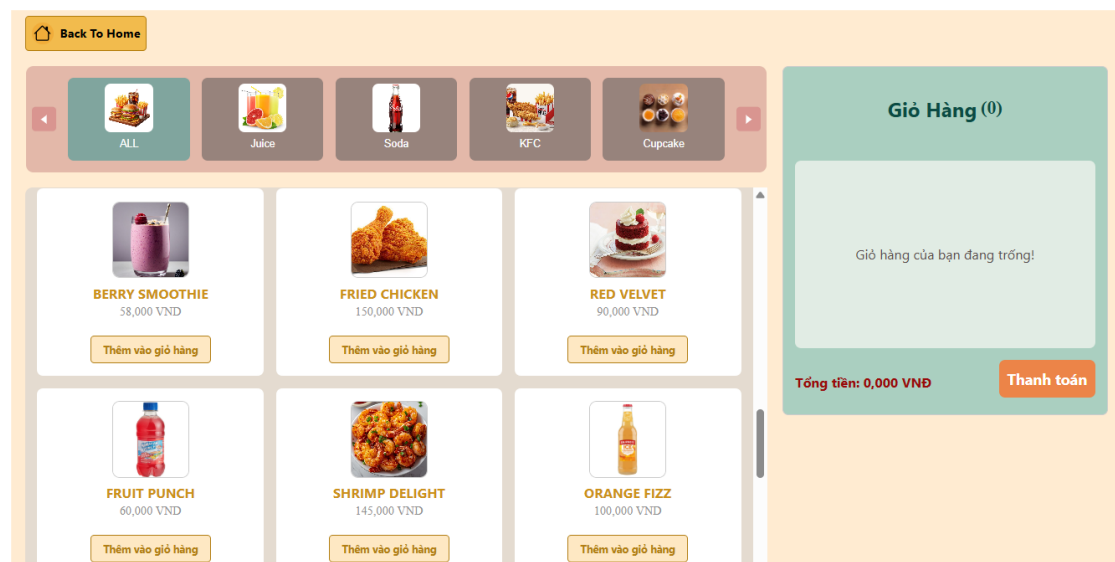 Back To Home
ALL
Juice
Soda
KFC
Cupcake
BERRY SMOOTHIE
58,000 VND
Thêm vào giỏ hàng
FRIED CHICKEN
150,000 VND
Thêm vào giỏ hàng
RED VELVET
90,000 VND
Thêm vào giỏ hàng
FRUIT PUNCH
60,000 VND
Thêm vào giỏ hàng
SHRIMP DELIGHT
145,000 VND
Thêm vào giỏ hàng
ORANGE FIZZ
100,000 VND
Thêm vào giỏ hàng
Giỏ Hàng (0)
Giỏ hàng của bạn đang trống!
Tổng tiền: 0,000 VNĐ
Thanh toán